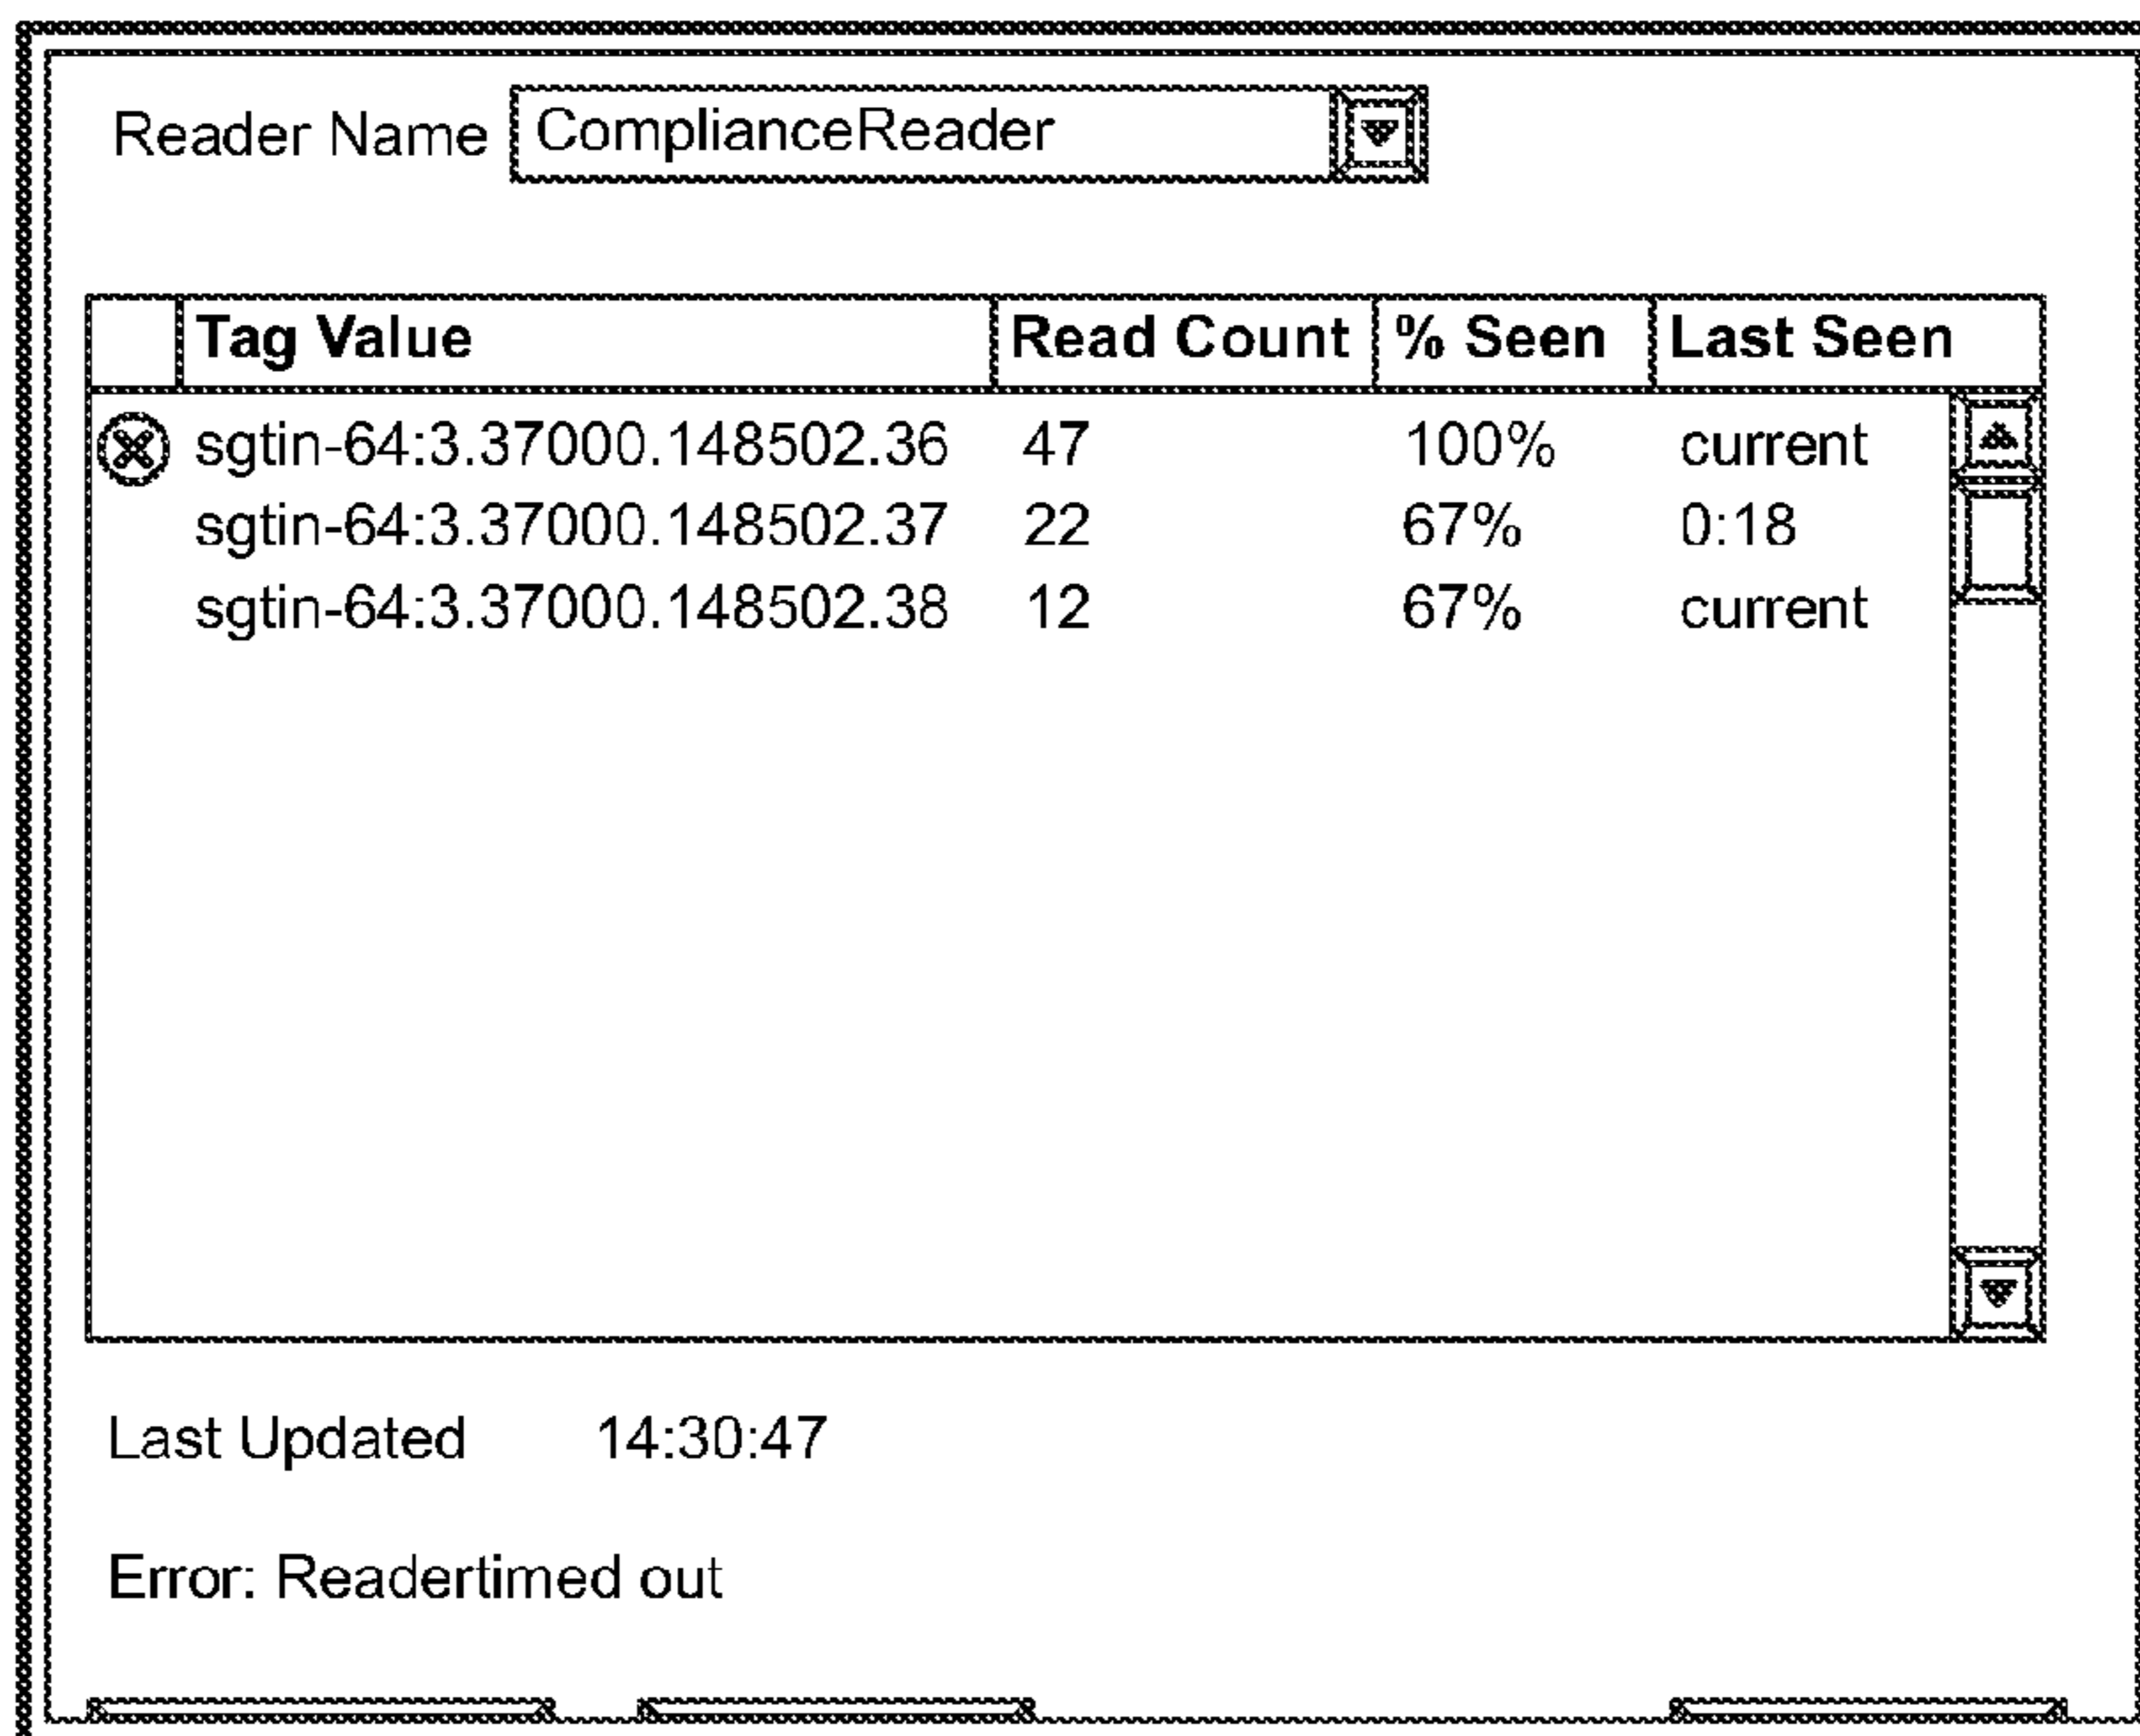 Reader Name ComplianceReader
Tag Value Read Count % Seen Last Seen
sgtin-64:3.37000.148502.36 47 100% current
sgtin-64:3.37000.148502.37 22 67% 0:18
sgtin-64:3.37000.148502.38 12 67% current
Last Updated 14:30:47
Error: Readertimed out